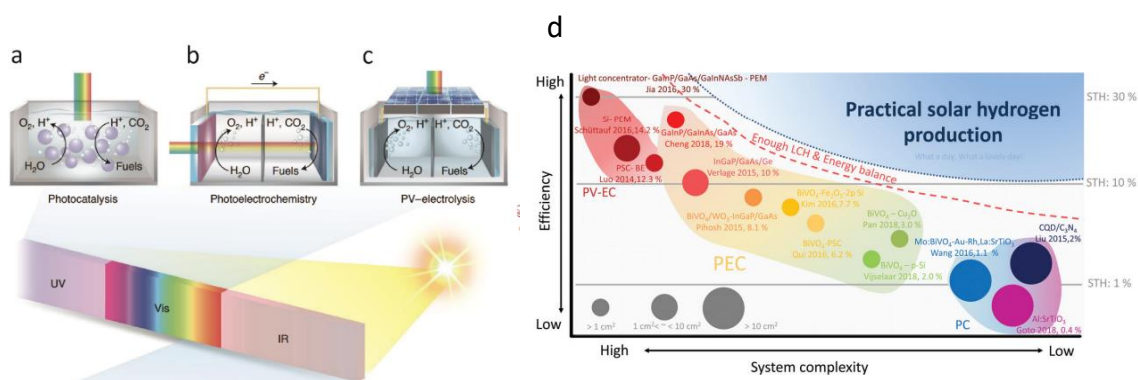 a
b
c
e⁻
O₂, H⁺
H⁺, CO₂
H₂O
Fuels
O₂, H⁺
H⁺, CO₂
H₂O
Fuels
O₂, H⁺
H⁺, CO₂
H₂O
Fuels
Photocatalysis
Photoelectrochemistry
PV–electrolysis
UV
Vis
IR
d
High
Efficiency
Low
Light concentrator- GaInP/GaAs/GaInNAsSb - PEM
Jia 2016, 30 %
Si- PEM
Schüttauf 2016,14.2 %
GaInP/GaInAs/GaAs
Cheng 2018, 19 %
PSC- BE
Luo 2014,12.3 %
PV-EC
InGaP/GaAs/Ge
Verlage 2015, 10 %
Enough LCH & Energy balance
Practical solar hydrogen
production
What a day, What a lovely day!
STH: 30 %
STH: 10 %
STH: 1 %
BiVO₄/WO₃-InGaP/GaAs
Pihosh 2015, 8.1 %
BiVO₄-Fe₂O₃-2p
Kim 2016,7.7 %
BiVO₄-PSC
Qui 2016, 6.2 %
PEC
BiVO₄ – Cu₂O
Pan 2018,3.0 %
BiVO₄ – p-Si
Vijselaar 2018, 2.0 %
Mo:BiVO₄-Au-Rh,La:SrTiO₃
Wang 2016,1.1 %
CQD/C₃N₄
Liu 2015,2%
PC
Al:SrTiO₃
Goto 2018, 0.4 %
> 1 cm²
1 cm²< ~ < 10 cm²
> 10 cm²
High
Low
System complexity